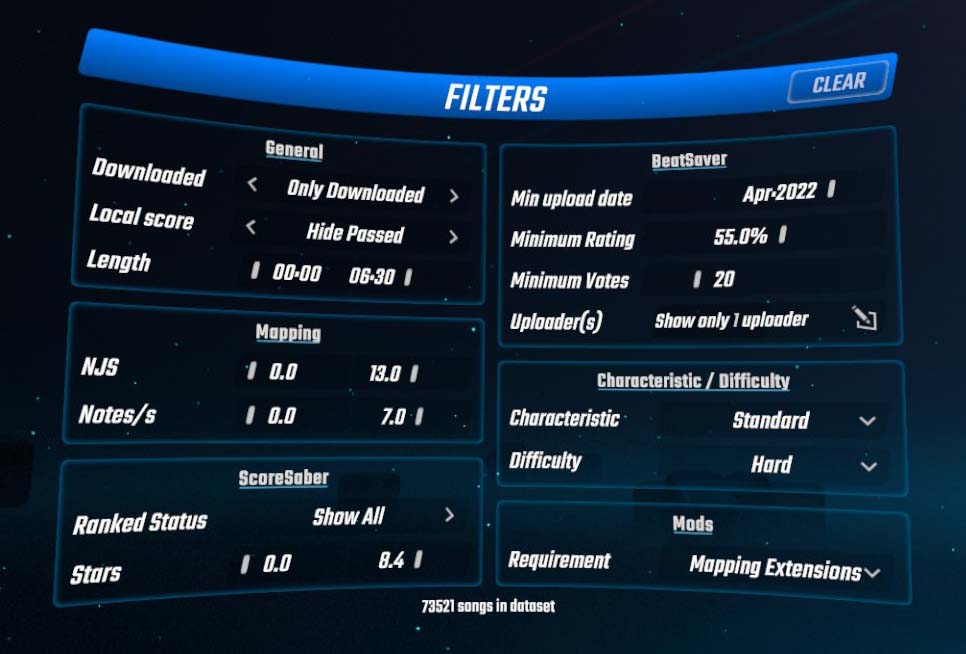 FILTERS
CLEAR
General
Downloaded
Only Downloaded
Local score
Hide Passed
Length
00:00 06:30
Mapping
NJS
0.0 13.0
Notes/s
0.0 7.0
ScoreSaber
Ranked Status
Show All
Stars
0.0 8.4
BeatSaver
Min upload date
Apr 2022
Minimum Rating
55.0%
Minimum Votes
20
Uploader(s)
Show only 1 uploader
Characteristic / Difficulty
Characteristic
Standard
Difficulty
Hard
Mods
Requirement
Mapping Extensions
73521 songs in dataset